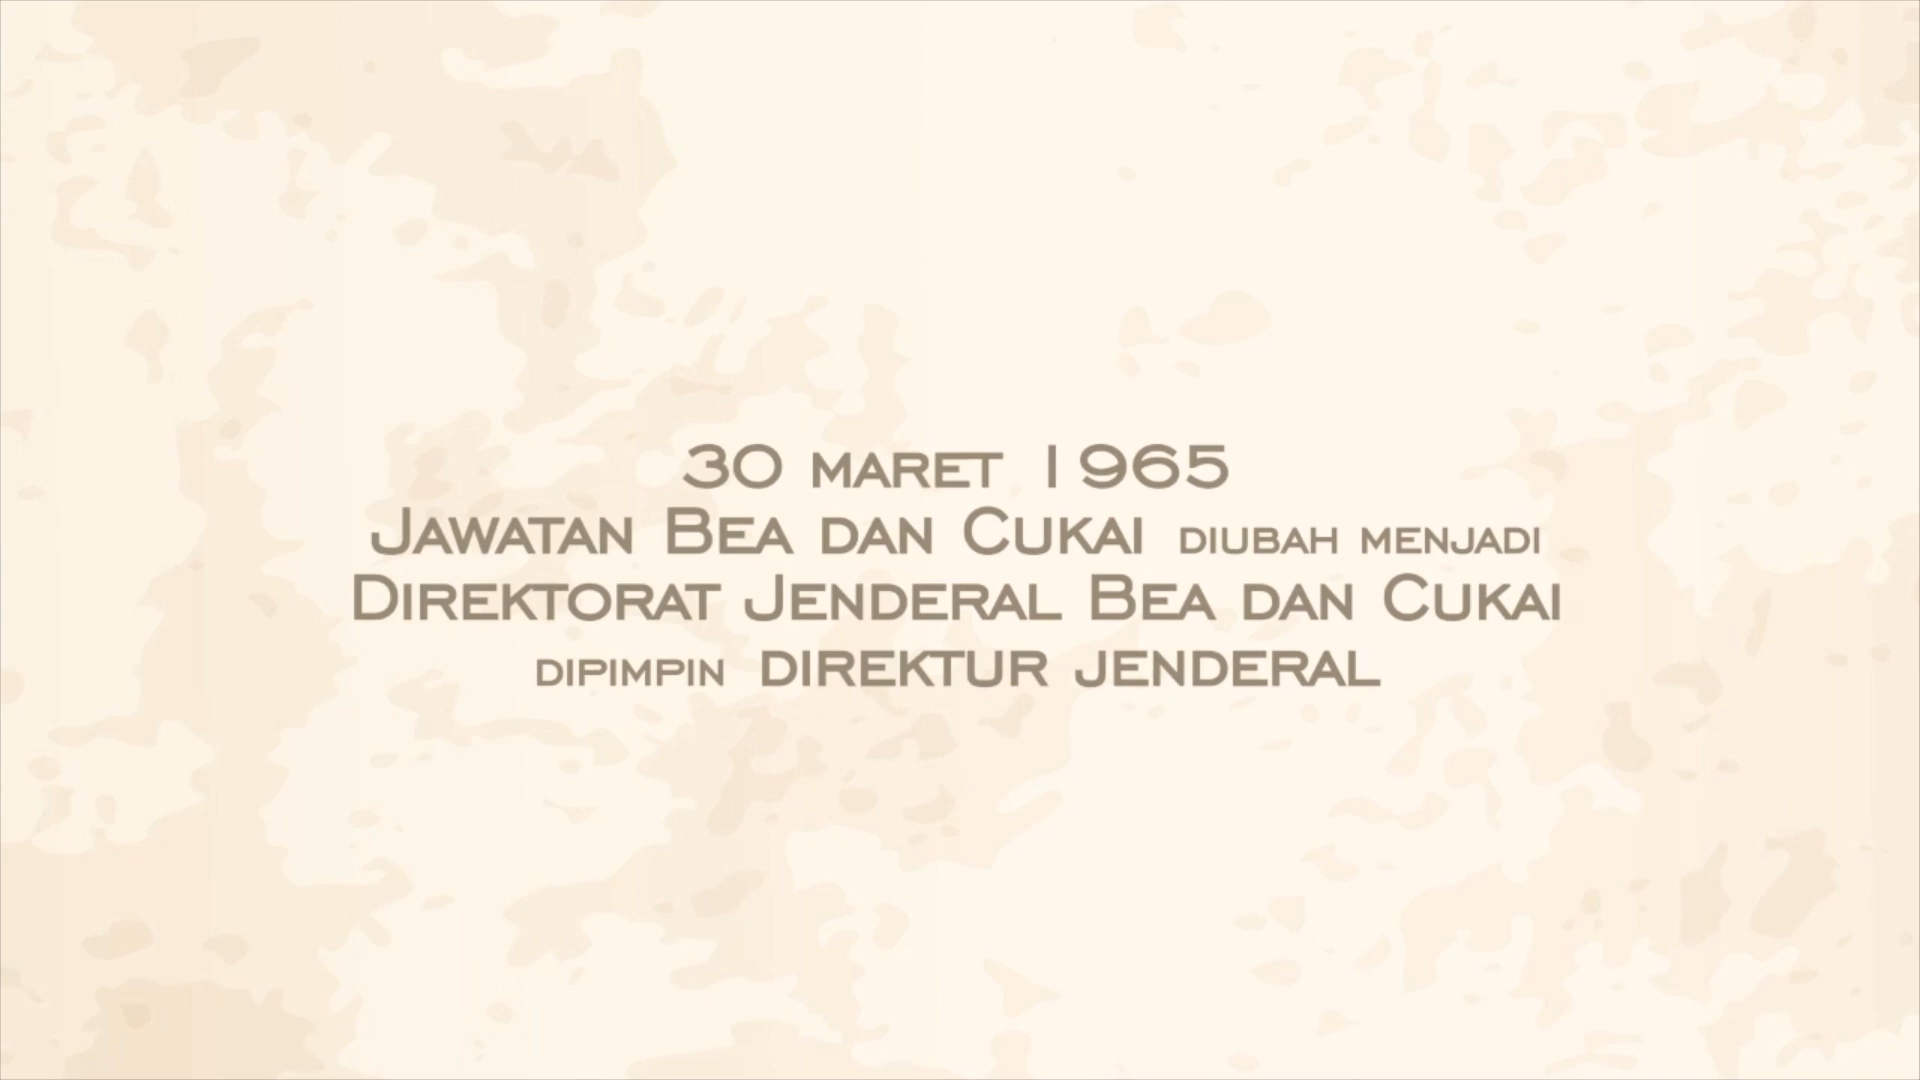 30 MARET 1965
JAWATAN BEA DAN CUKAI DIUBAH MENJADI
DIREKTORAT JENDERAL BEA DAN CUKAI
DIPIMPIN DIREKTUR JENDERAL